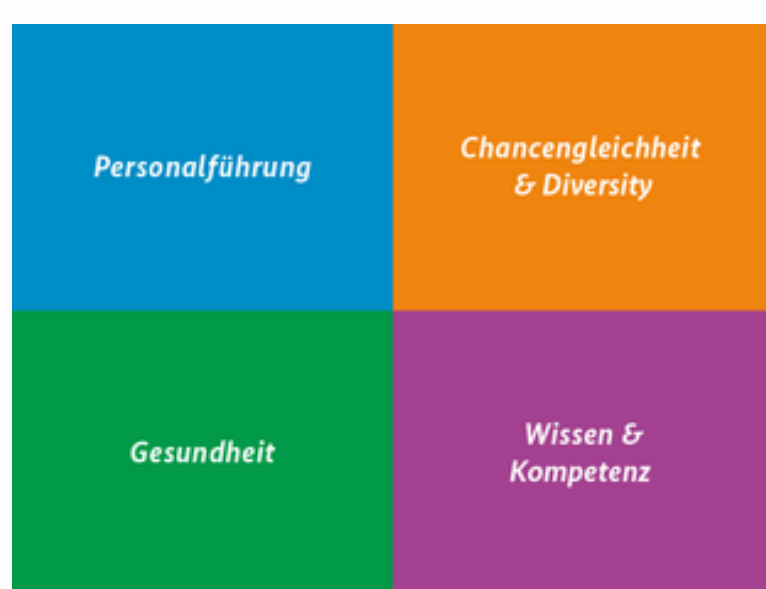 Personalführung
Chancengleichheit
& Diversity
Gesundheit
Wissen &
Kompetenz